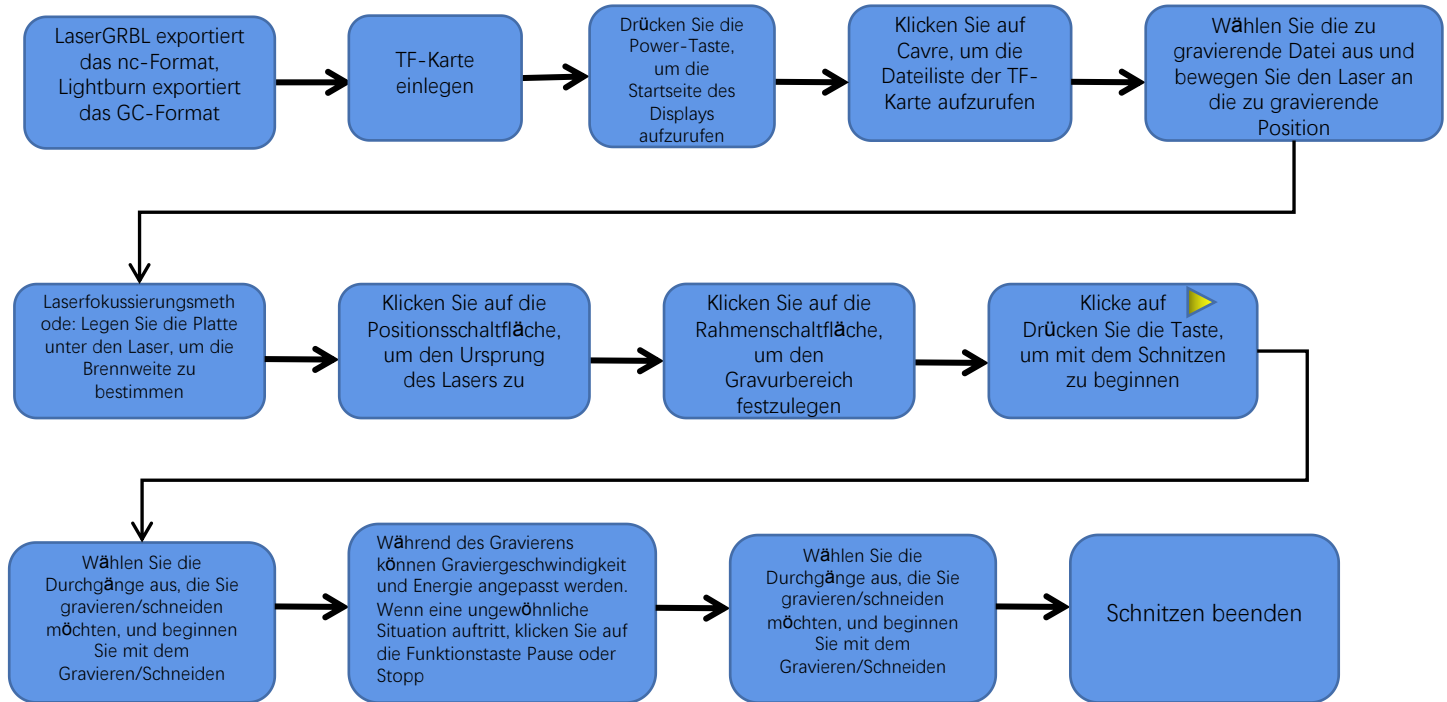 LaserGRBL exportiert
das nc-Format,
Lightburn exportiert
das GC-Format
TF-Karte
einlegen
Drücken Sie die
Power-Taste,
um die
Startseite des
Displays
aufzurufen
Klicken Sie auf
Cavre, um die
Dateiliste der TF-
Karte aufzurufen
Wählen Sie die zu
gravierende Datei aus und
bewegen Sie den Laser an
die zu gravierende
Position
Laserfokussierungsmeth
ode: Legen Sie die Platte
unter den Laser, um die
Brennweite zu
bestimmen
Klicken Sie auf die
Positionsschaltfläche,
um den Ursprung
des Lasers zu
Klicken Sie auf die
Rahmenschaltfläche,
um den
Gravurbereich
festzulegen
Klicke auf
Drücken Sie die Taste,
um mit dem Schnitzen
zu beginnen
Wählen Sie die
Durchgänge aus, die Sie
gravieren/schneiden
möchten, und beginnen
Sie mit dem
Gravieren/Schneiden
Während des Gravierens
können Graviergeschwindigkeit
und Energie angepasst werden.
Wenn eine ungewöhnliche
Situation auftritt, klicken Sie auf
die Funktionstaste Pause oder
Stopp
Wählen Sie die
Durchgänge aus, die Sie
gravieren/schneiden
möchten, und beginnen
Sie mit dem
Gravieren/Schneiden
Schnitzen beenden